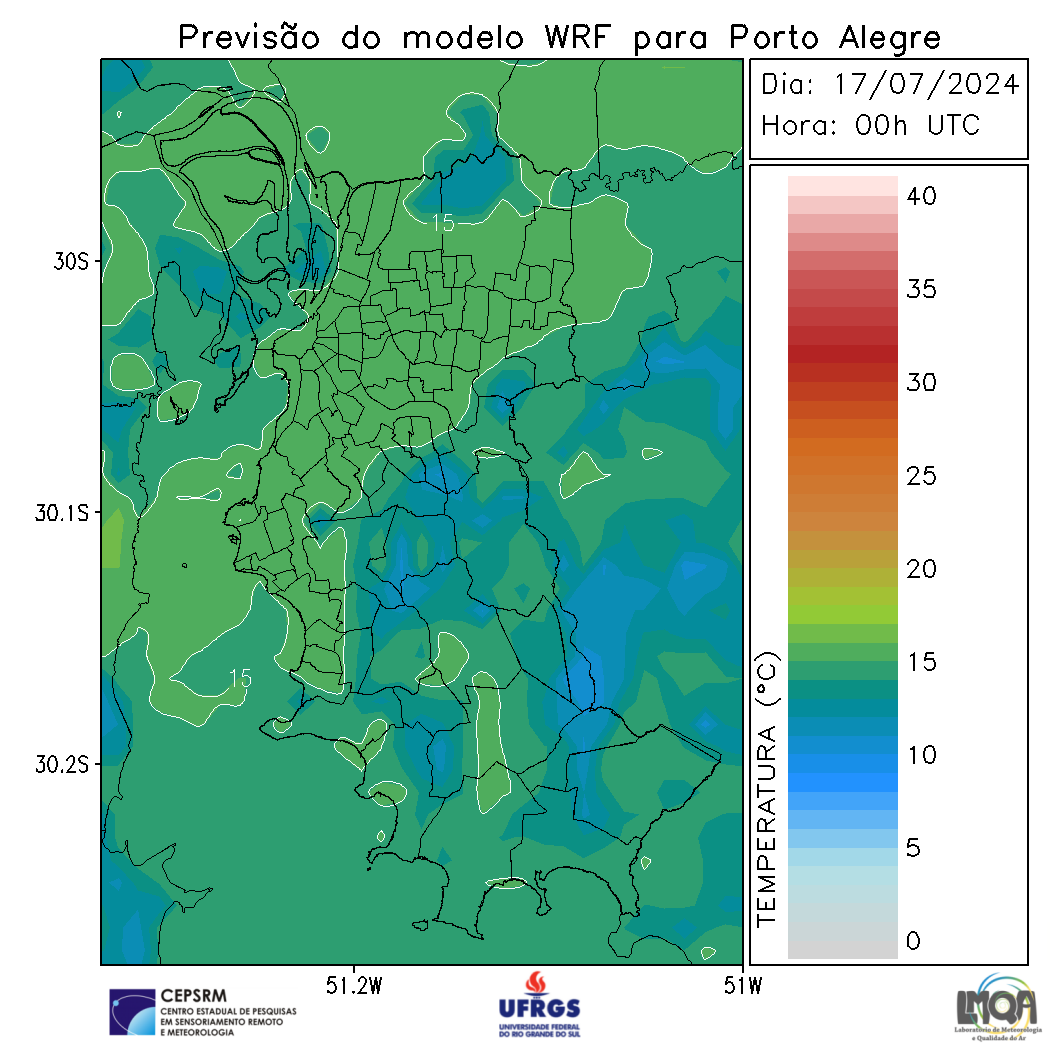 Previsão do modelo WRF para Porto Alegre
Dia: 17/07/2024
Hora: 00h UTC
40
35
30
25
20
15
10
5
0
TEMPERATURA (°C)
30S
30.1S
30.2S
15
15
51.2W
51W
CEPSRM
CENTRO ESTADUAL DE PESQUISAS
EM SENSORIAMENTO REMOTO
E METEOROLOGIA
UFRGS
UNIVERSIDADE FEDERAL
DO RIO GRANDE DO SUL
LMQA
Laboratório de Meteorologia
e Qualidade do Ar